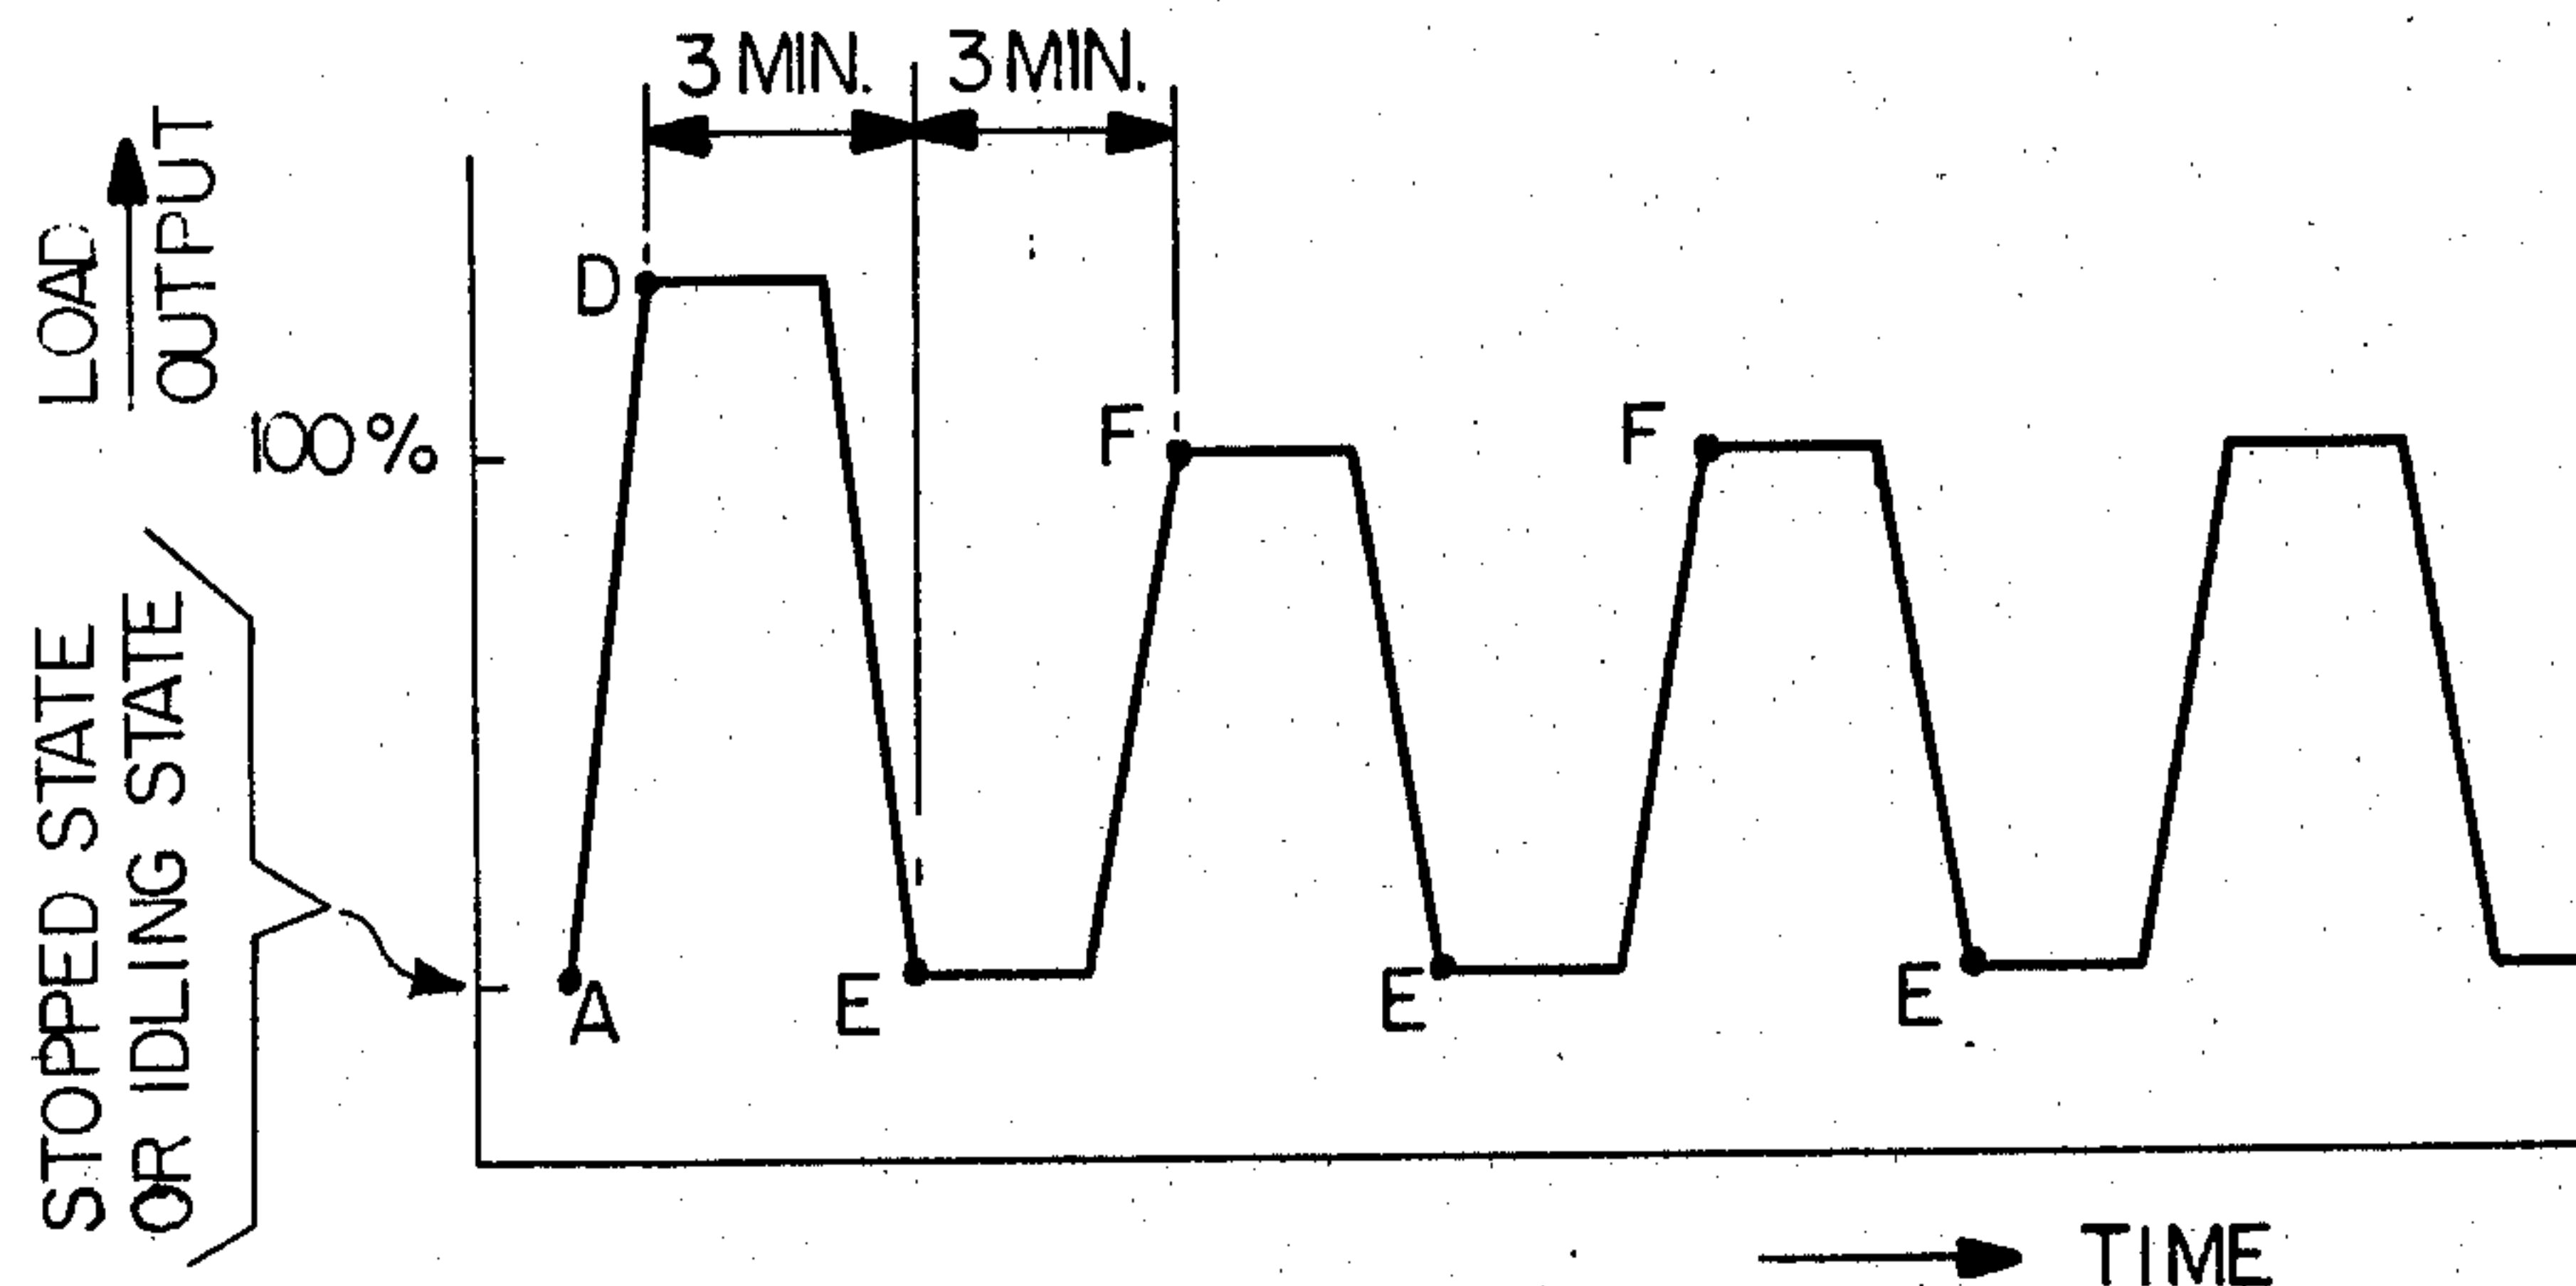 3 MIN. 3 MIN.
LOAD
OUTPUT
D
100%
F F
STOPPED STATE
OR IDLING STATE
A E E E
TIME